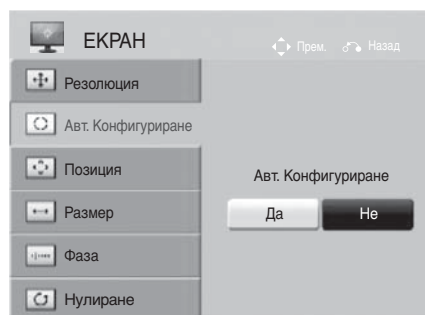 ЕКРАН
Прем. Назад
Резолюция
Авт. Конфигуриране
Позиция
Размер
Фаза
Нулиране
Авт. Конфигуриране
Да Не